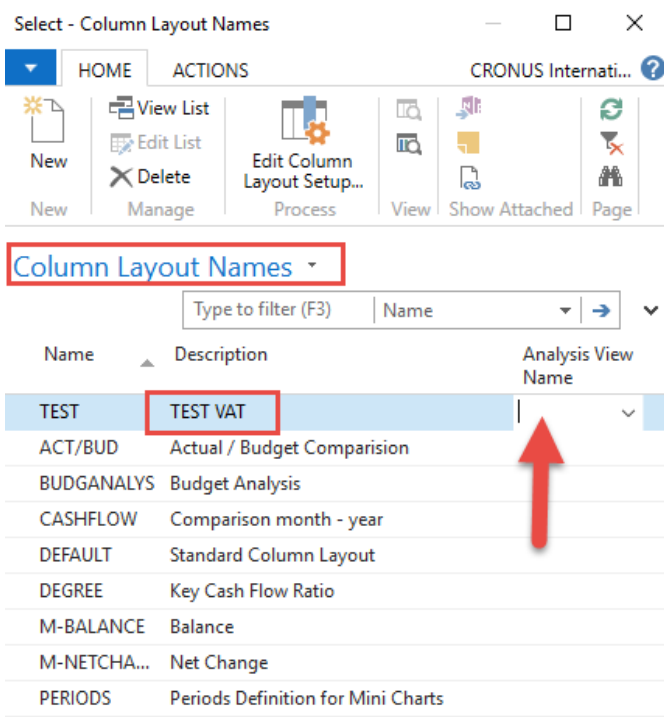 Select - Column Layout Names
HOME ACTIONS CRONUS Internati... ?
New
View List
Edit List
Delete
Edit Column
Layout Setup...
New Manage Process View Show Attached Page
Column Layout Names
Type to filter (F3) Name
Name Description Analysis View
Name
TEST TEST VAT
ACT/BUD Actual / Budget Comparision
BUDGANALYS Budget Analysis
CASHFLOW Comparison month - year
DEFAULT Standard Column Layout
DEGREE Key Cash Flow Ratio
M-BALANCE Balance
M-NETCHA... Net Change
PERIODS Periods Definition for Mini Charts